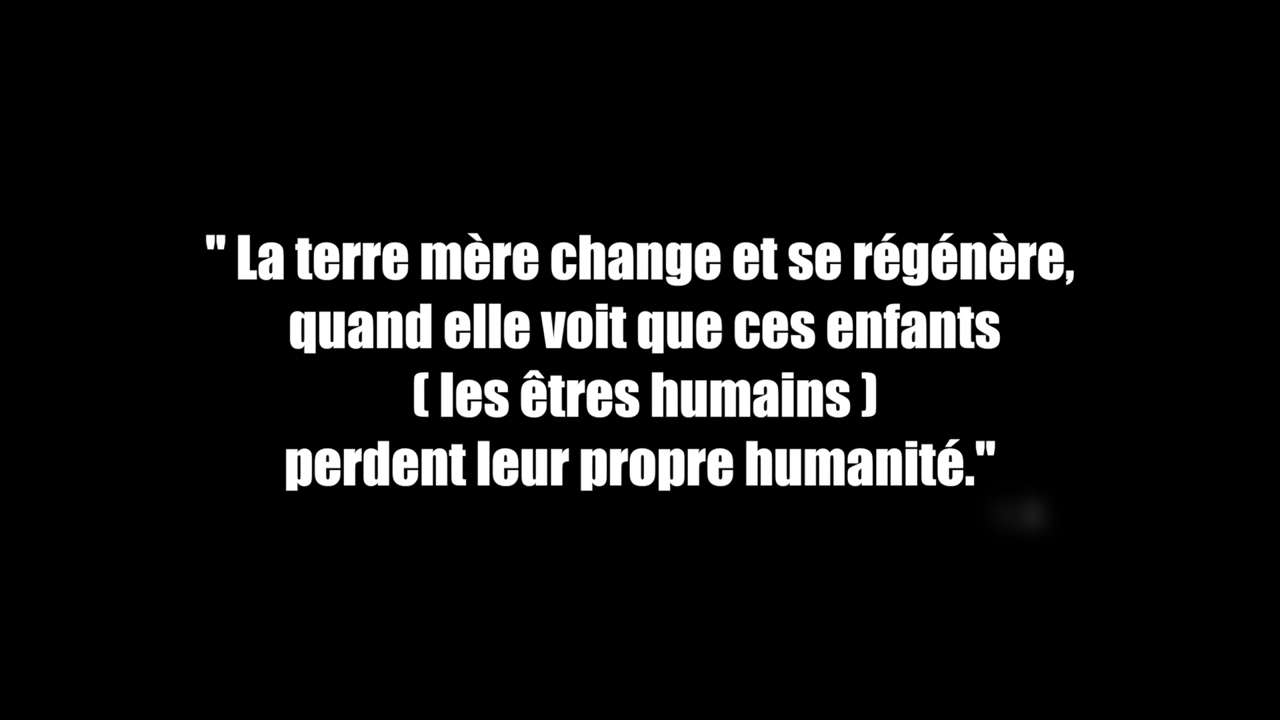 " La terre mère change et se régénère,
quand elle voit que ces enfants
( les êtres humains )
perdent leur propre humanité."